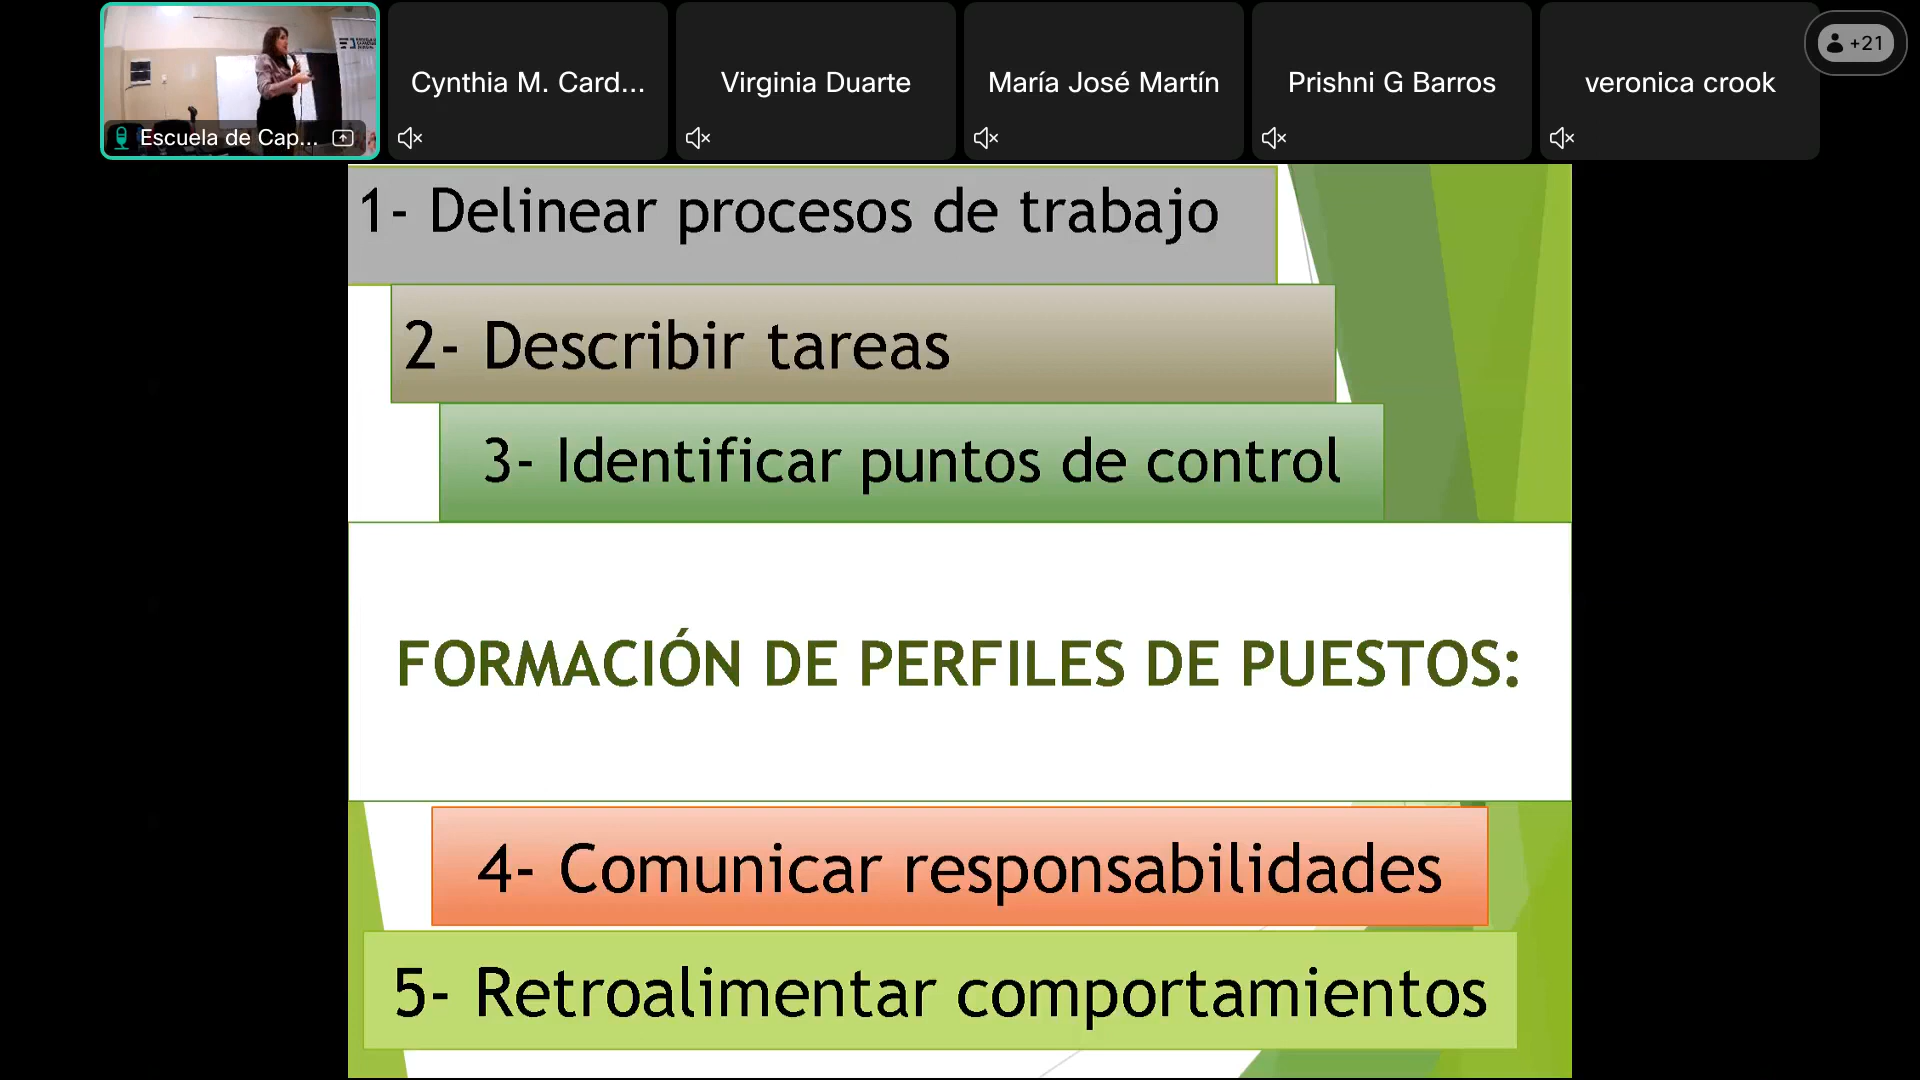 Escuela de Cap...
Cynthia M. Card...
Virginia Duarte
María José Martín
Prishni G Barros
veronica crook
+21
1- Delinear procesos de trabajo
2- Describir tareas
3- Identificar puntos de control
FORMACIÓN DE PERFILES DE PUESTOS:
4- Comunicar responsabilidades
5- Retroalimentar comportamientos